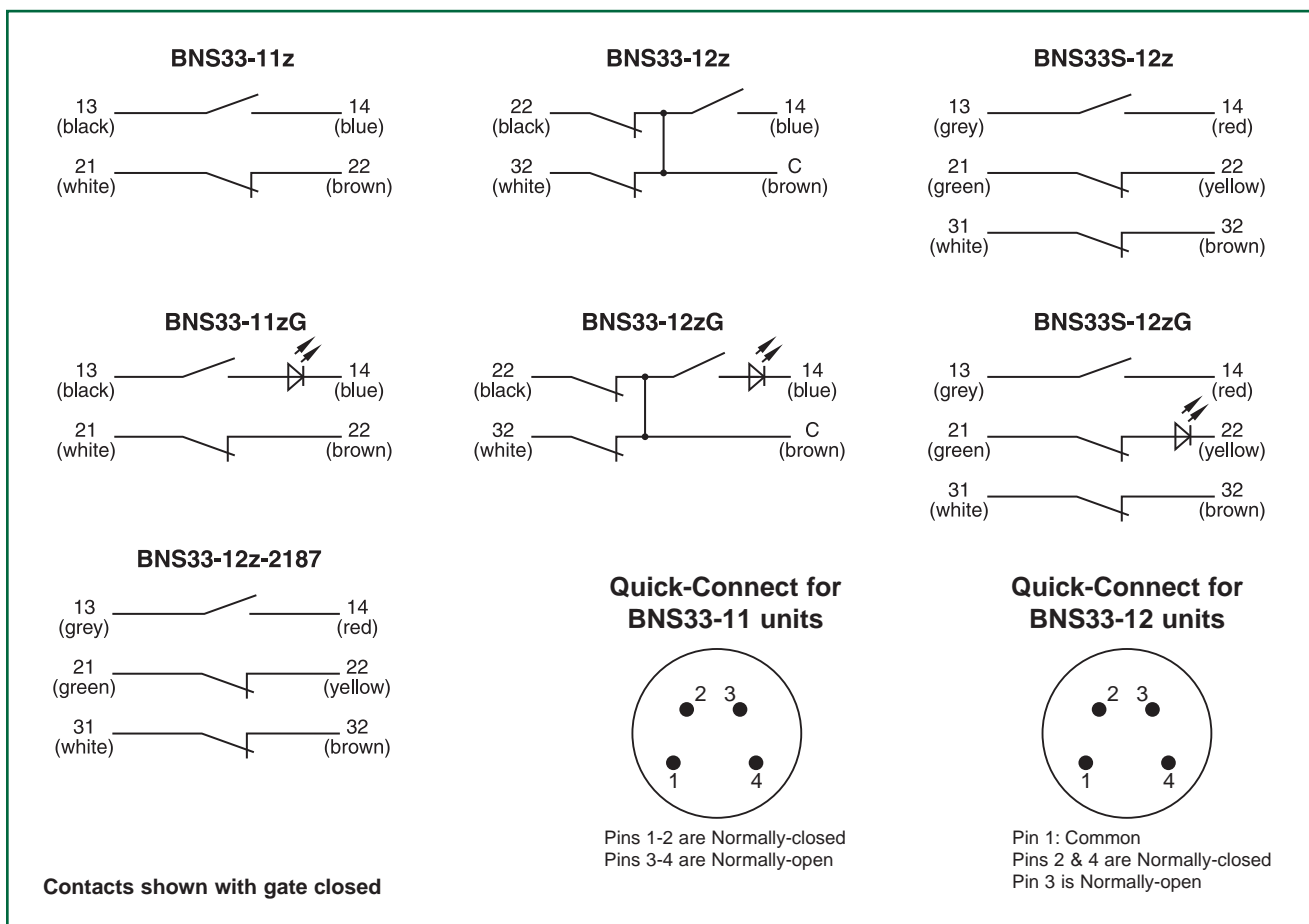 BNS33-11z
13 14
(black) (blue)
21 22
(white) (brown)
BNS33-12z
22 14
(black) (blue)
32 C
(white) (brown)
BNS33S-12z
13 14
(grey) (red)
21 22
(green) (yellow)
31 32
(white) (brown)
BNS33-11zG
13 14
(black) (blue)
21 22
(white) (brown)
BNS33-12zG
22 14
(black) (blue)
32 C
(white) (brown)
BNS33S-12zG
13 14
(grey) (red)
21 22
(green) (yellow)
31 32
(white) (brown)
BNS33-12z-2187
13 14
(grey) (red)
21 22
(green) (yellow)
31 32
(white) (brown)
Quick-Connect for
BNS33-11 units
2 3
1 4
Pins 1-2 are Normally-closed
Pins 3-4 are Normally-open
Quick-Connect for
BNS33-12 units
2 3
1 4
Pin 1: Common
Pins 2 & 4 are Normally-closed
Pin 3 is Normally-open
Contacts shown with gate closed